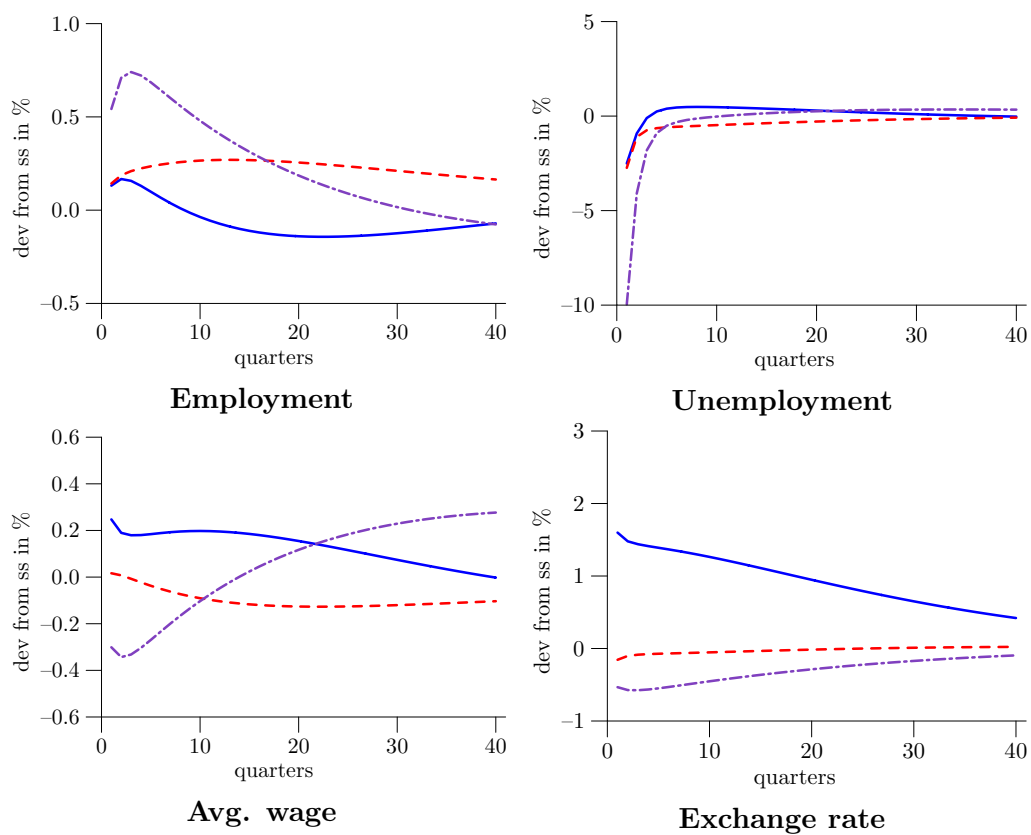 1.0
0.5
0.0
–0.5
dev from ss in %
0 10 20 30 40
quarters
Employment
5
0
–5
–10
dev from ss in %
0 10 20 30 40
quarters
Unemployment
0.6
0.4
0.2
0.0
–0.2
–0.4
–0.6
dev from ss in %
0 10 20 30 40
quarters
Avg. wage
3
2
1
0
–1
dev from ss in %
0 10 20 30 40
quarters
Exchange rate